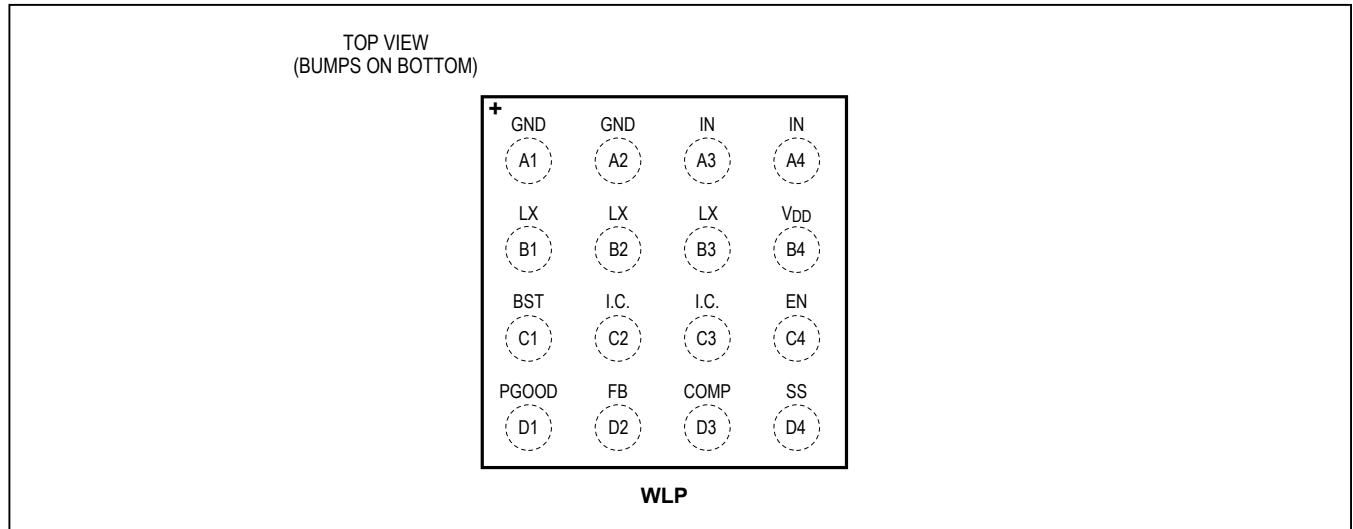 TOP VIEW
(BUMPS ON BOTTOM)
+
GND GND IN IN
A1 A2 A3 A4
LX LX LX VDD
B1 B2 B3 B4
BST I.C. I.C. EN
C1 C2 C3 C4
PGOOD FB COMP SS
D1 D2 D3 D4
WLP